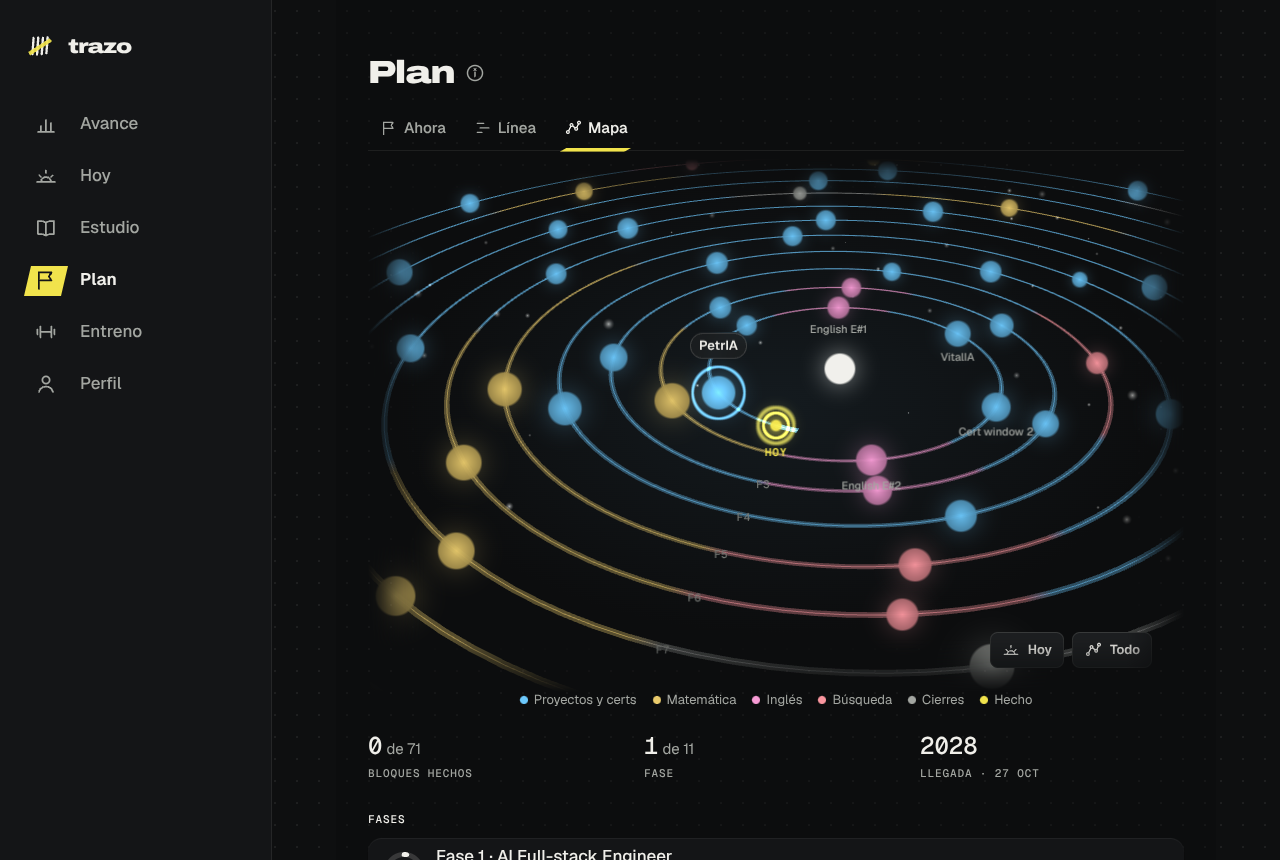 trazo
Avance
Hoy
Estudio
Plan
Entreno
Perfil
Plan
Ahora
Línea
Mapa
English E#1
PetrIA
VitalIA
Cert window 2
HOY
F3
English E#2
F4
F5
F6
F7
Hoy
Todo
Proyectos y certs
Matemática
Inglés
Búsqueda
Cierres
Hecho
0 de 71
BLOQUES HECHOS
1 de 11
FASE
2028
LLEGADA · 27 OCT
FASES
Fase 1 · AI Full-stack Engineer